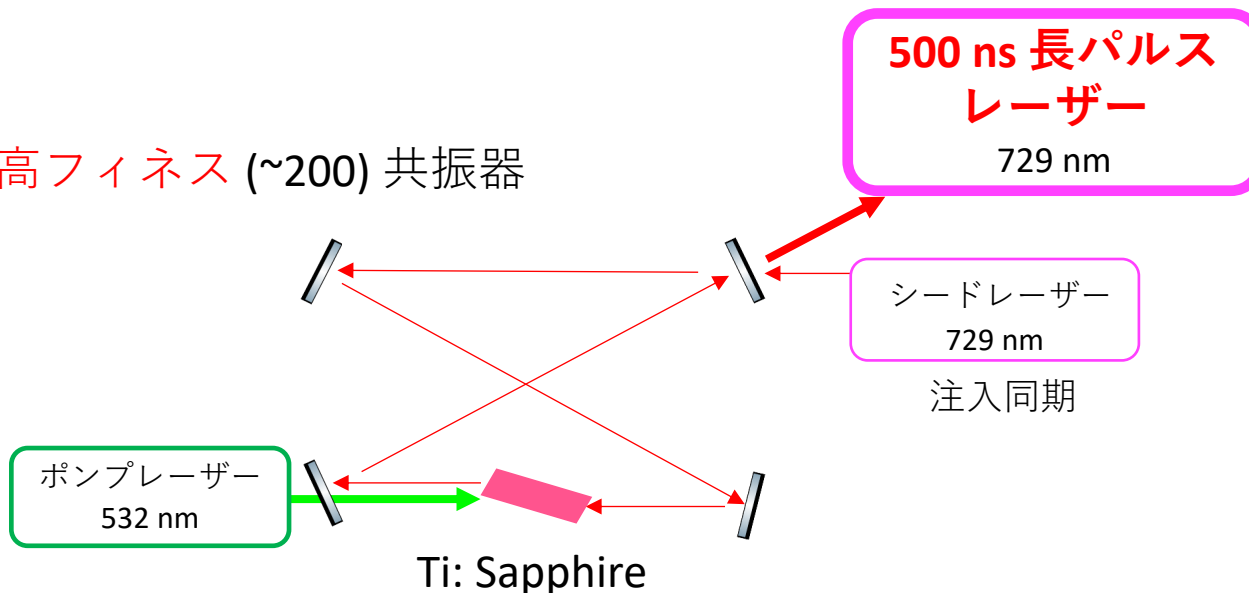 500 ns 長パルス
レーザー
729 nm
高フィネス (~200) 共振器
シードレーザー
729 nm
注入同期
ポンプレーザー
532 nm
Ti: Sapphire